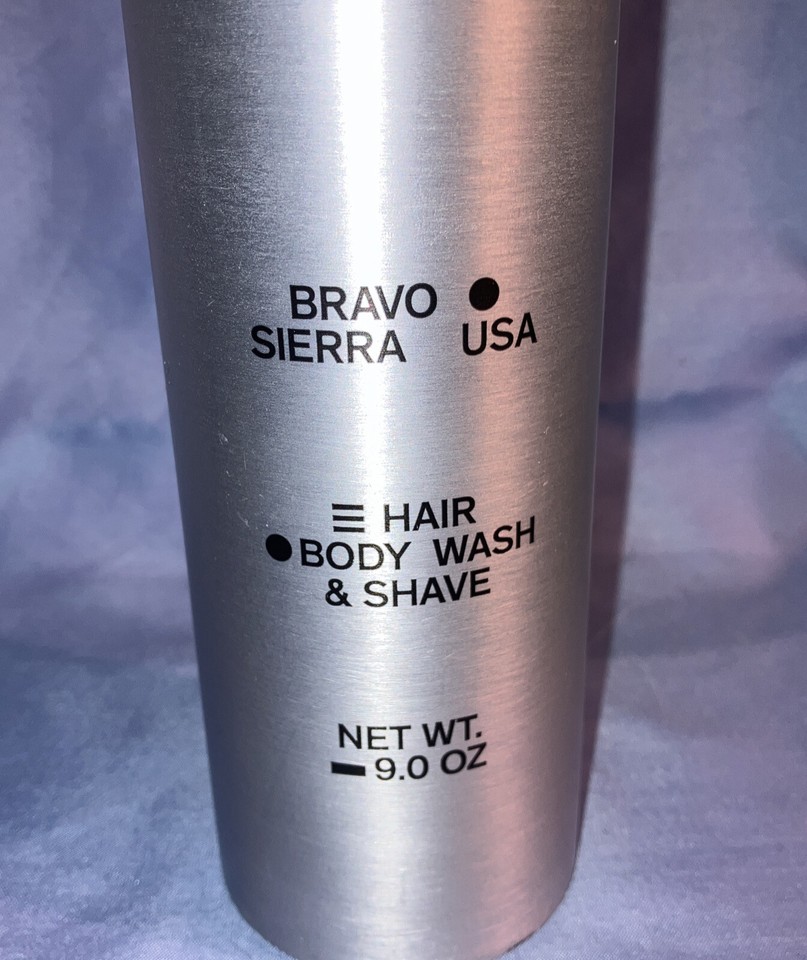 BRAVO
SIERRA USA
HAIR
BODY WASH
& SHAVE
NET WT.
9.0 OZ